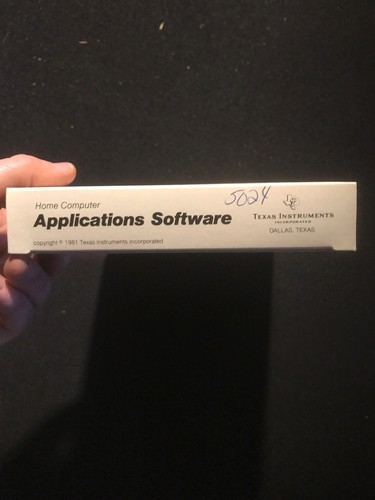 Home Computer
Applications Software
copyright © 1981 Texas Instruments Incorporated
5024
TEXAS INSTRUMENTS
INCORPORATED
DALLAS, TEXAS